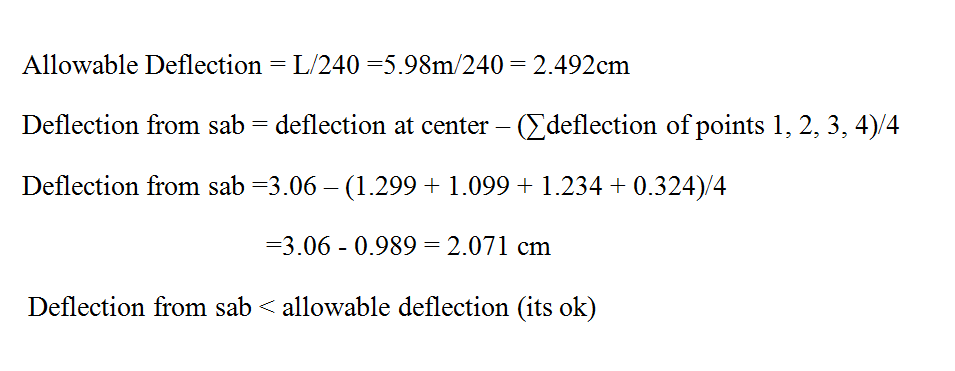 Allowable Deflection = L/240 =5.98m/240 = 2.492cm
Deflection from sab = deflection at center – (∑deflection of points 1, 2, 3, 4)/4
Deflection from sab =3.06 – (1.299 + 1.099 + 1.234 + 0.324)/4
=3.06 - 0.989 = 2.071 cm
Deflection from sab < allowable deflection (its ok)